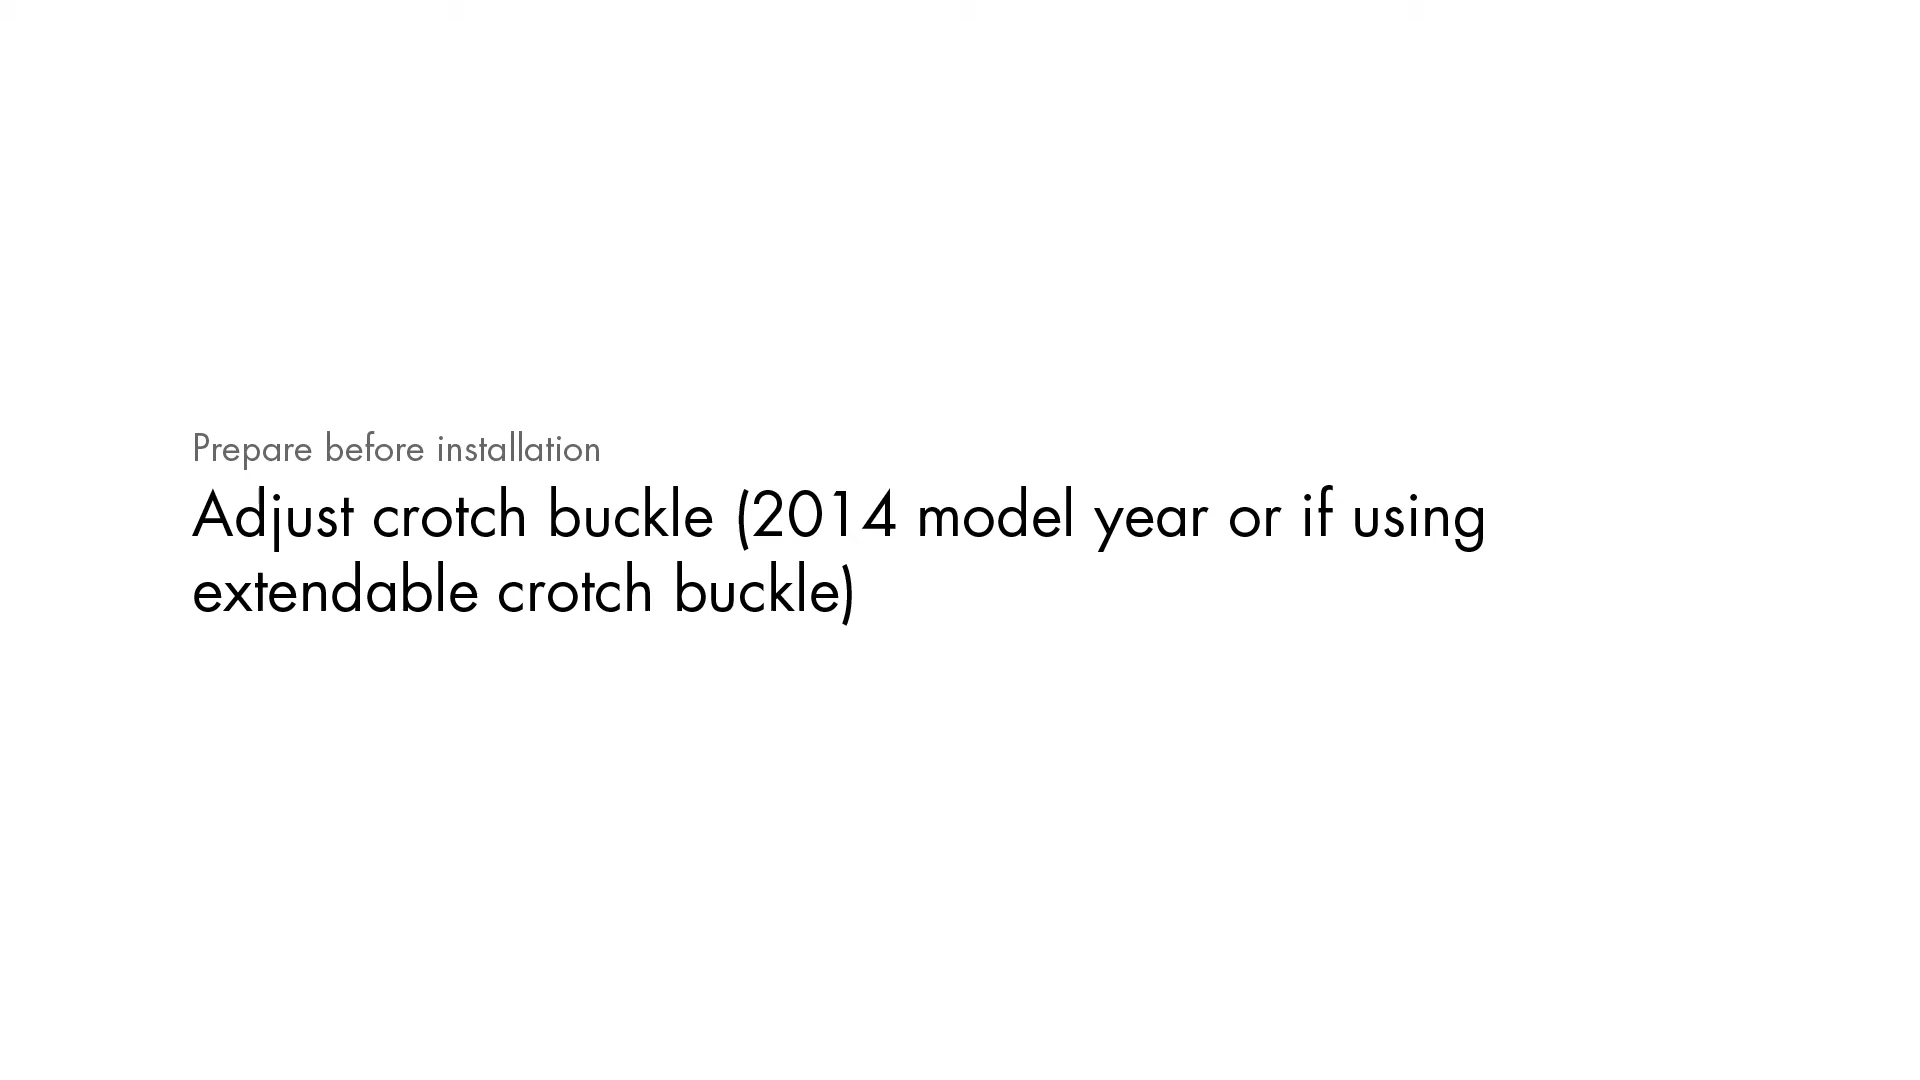 Prepare before installation
Adjust crotch buckle (2014 model year or if using
extendable crotch buckle)